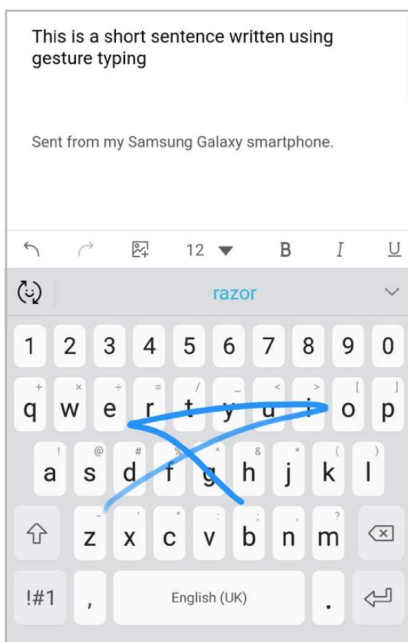 This is a short sentence written using
gesture typing
Sent from my Samsung Galaxy smartphone.
12 B I U
razor
1 2 3 4 5 6 7 8 9 0
+ × ÷ = / _ < > [ ]
q w e r t y u i o p
! @ # % ^ & * ( )
a s d f g h j k l
- ' " : ; , ?
z x c v b n m
!#1 , English (UK) .